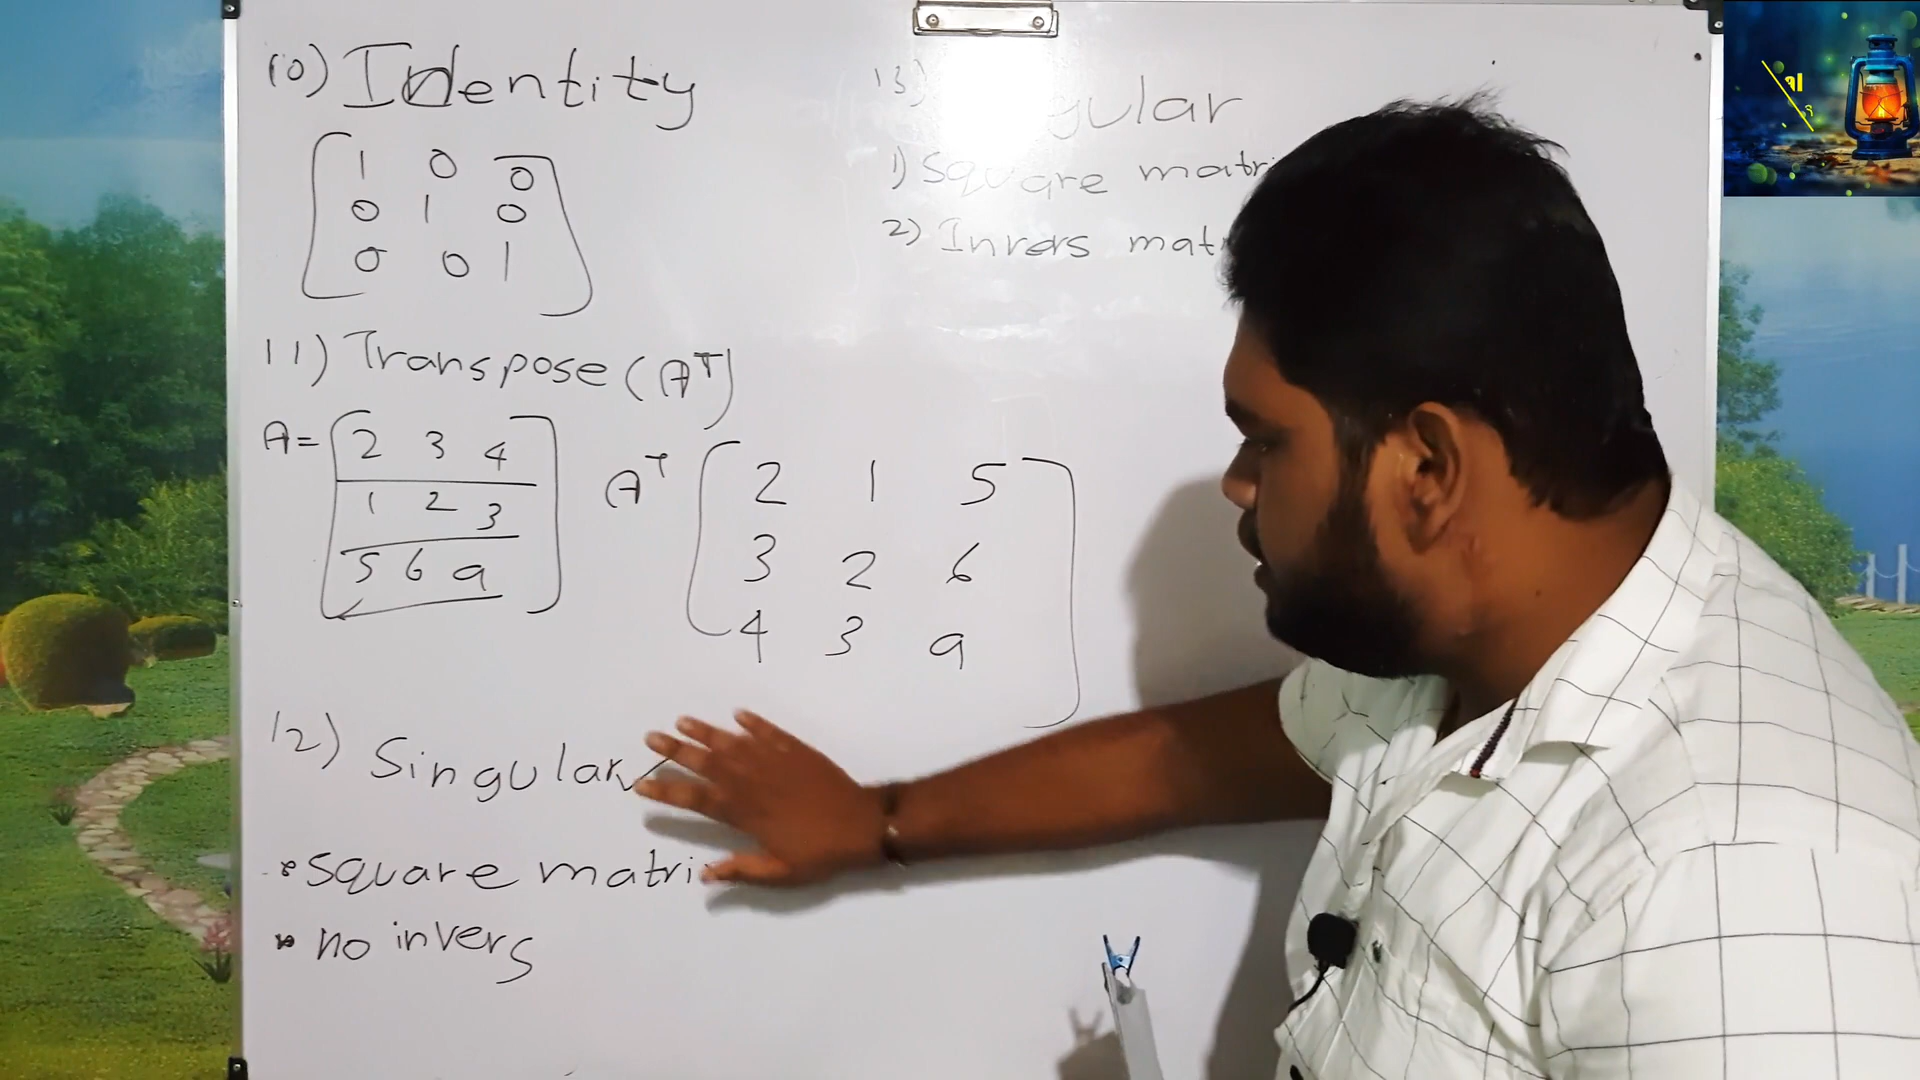 10) Identity
1 0 0
0 1 0
0 0 1
11) Transpose (Aᵀ)
A = 2 3 4
1 2 3
5 6 9
Aᵀ 2 1 5
3 2 6
4 3 9
12) Singular
• square matri
• no invers
13) gular
1) Square matri
2) Invers mat